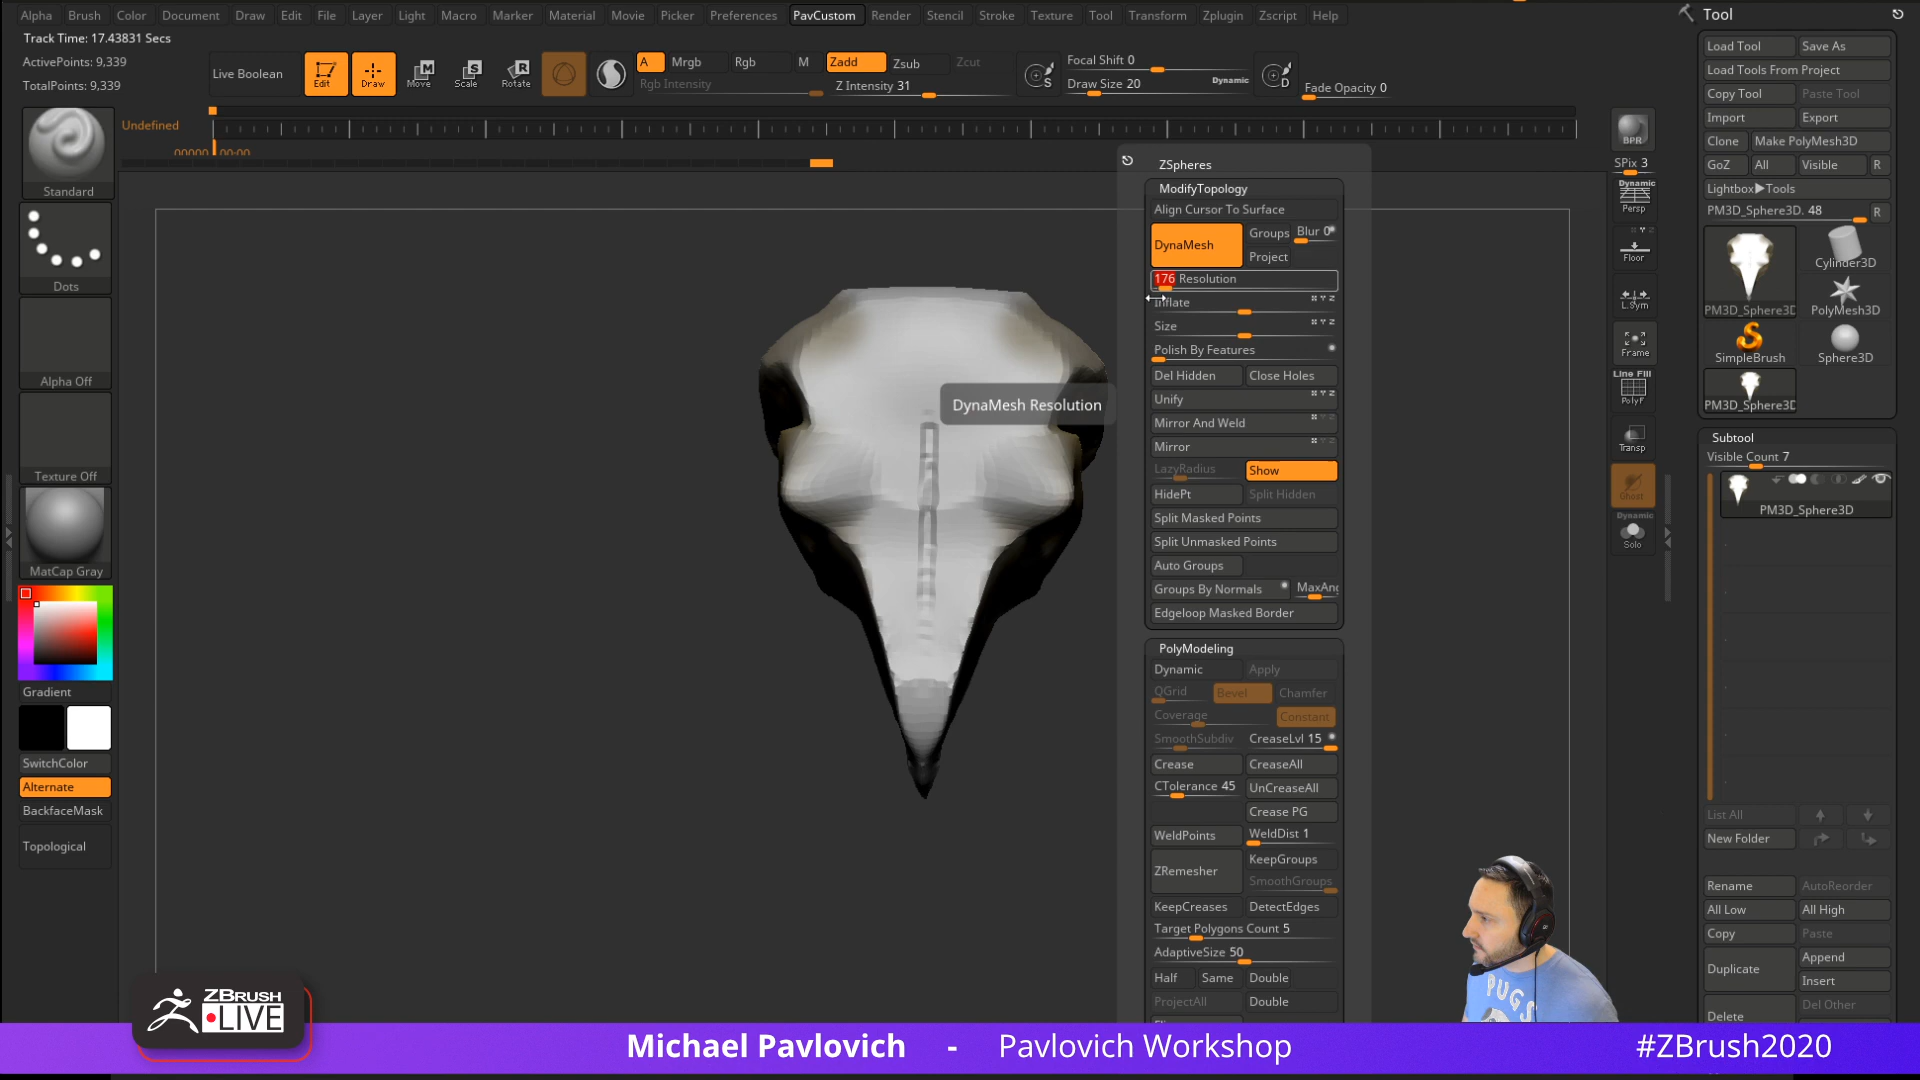 Alpha Brush Color Document Draw Edit File Layer Light Macro Marker Material Movie Picker Preferences PavCustom Render Stencil Stroke Texture Tool Transform Zplugin Zscript Help
Tool
Track Time: 17.43831 Secs
ActivePoints: 9,339
TotalPoints: 9,339
Live Boolean
Edit
Draw
Move
Scale
Rotate
A
Mrgb
Rgb
M
Zadd
Zsub
Zcut
Rgb Intensity
Z Intensity 31
S
Focal Shift 0
Draw Size 20
Dynamic
D
Fade Opacity 0
Undefined
00000 00:00
Standard
Dots
Alpha Off
Texture Off
MatCap Gray
Gradient
SwitchColor
Alternate
BackfaceMask
Topological
ZSpheres
ModifyTopology
Align Cursor To Surface
DynaMesh
Groups
Blur 0
Project
176 Resolution
Inflate
Size
Polish By Features
Del Hidden
Close Holes
Unify
Mirror And Weld
Mirror
LazyRadius
Show
HidePt
Split Hidden
Split Masked Points
Split Unmasked Points
Auto Groups
Groups By Normals
MaxAng
Edgeloop Masked Border
DynaMesh Resolution
PolyModeling
Dynamic
Apply
QGrid
Bevel
Chamfer
Coverage
Constant
SmoothSubdiv
CreaseLvl 15
Crease
CreaseAll
CTolerance 45
UnCreaseAll
Crease PG
WeldPoints
WeldDist 1
ZRemesher
KeepGroups
SmoothGroups
KeepCreases
DetectEdges
Target Polygons Count 5
AdaptiveSize 50
Half
Same
Double
ProjectAll
Double
BPR
SPix 3
Dynamic
Persp
Floor
L.Sym
Frame
Line Fill
PolyF
Transp
Ghost
Dynamic
Solo
Load Tool
Save As
Load Tools From Project
Copy Tool
Paste Tool
Import
Export
Clone
Make PolyMesh3D
GoZ
All
Visible
R
Lightbox▶Tools
PM3D_Sphere3D. 48
R
PM3D_Sphere3D
Cylinder3D
PolyMesh3D
SimpleBrush
Sphere3D
PM3D_Sphere3D
Subtool
Visible Count 7
PM3D_Sphere3D
List All
New Folder
Rename
AutoReorder
All Low
All High
Copy
Paste
Duplicate
Append
Insert
Delete
Del Other
PUGS
ZBRUSH
LIVE
Michael Pavlovich - Pavlovich Workshop
#ZBrush2020